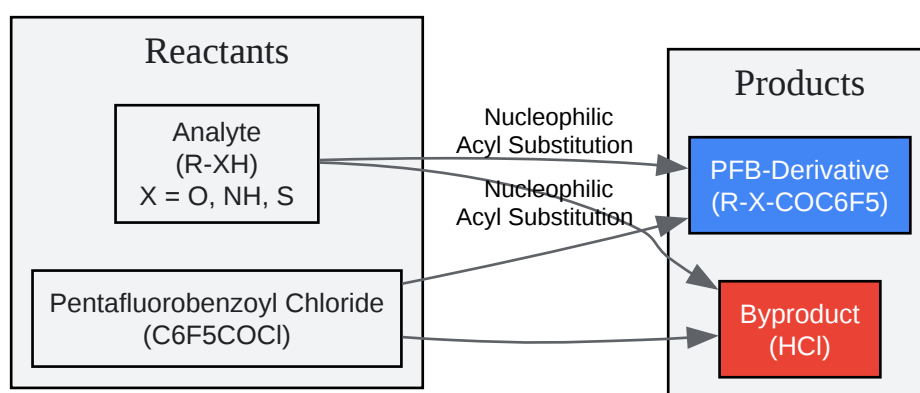 Reactants
Analyte
(R-XH)
X = O, NH, S
Pentafluorobenzoyl Chloride
(C6F5COCl)
Nucleophilic
Acyl Substitution
Nucleophilic
Acyl Substitution
Products
PFB-Derivative
(R-X-COC6F5)
Byproduct
(HCl)